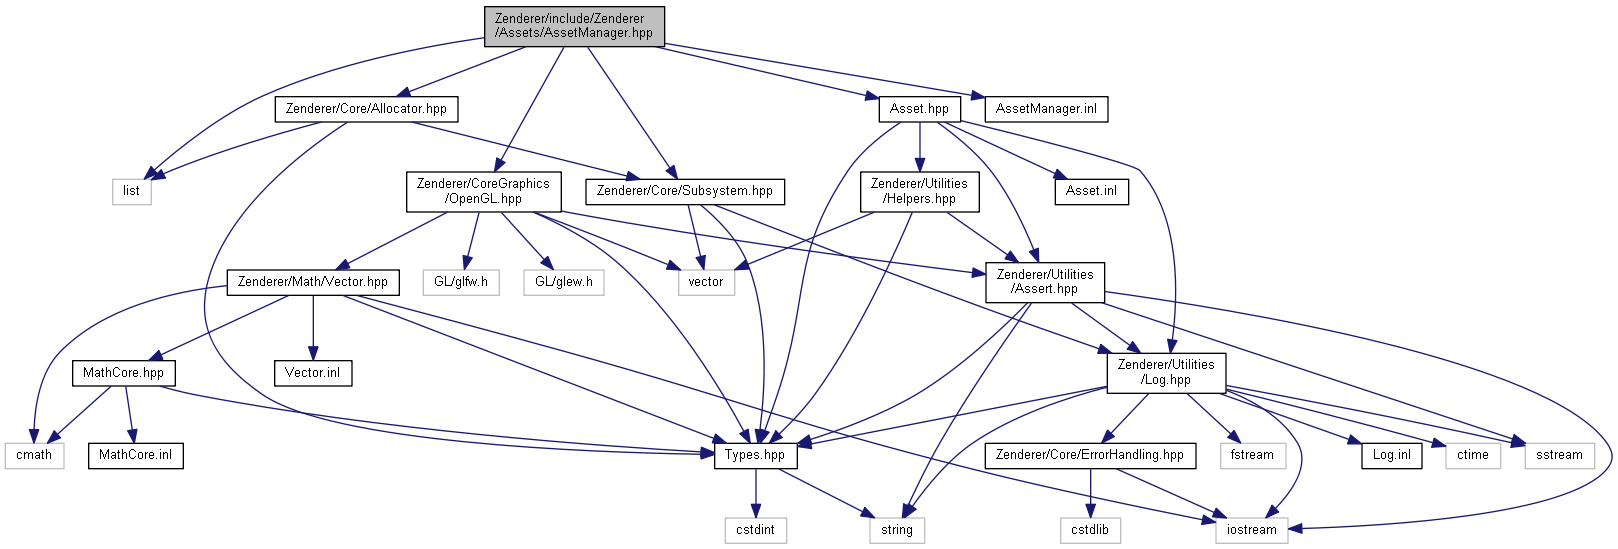 Zenderer/include/Zenderer
/Assets/AssetManager.hpp
Zenderer/Core/Allocator.hpp
Asset.hpp
AssetManager.inl
list
Zenderer/CoreGraphics
/OpenGL.hpp
Zenderer/Core/Subsystem.hpp
Zenderer/Utilities
/Helpers.hpp
Asset.inl
Zenderer/Math/Vector.hpp
GL/glfw.h
GL/glew.h
vector
Zenderer/Utilities
/Assert.hpp
MathCore.hpp
Vector.inl
Zenderer/Utilities
/Log.hpp
cmath
MathCore.inl
Types.hpp
Zenderer/Core/ErrorHandling.hpp
fstream
Log.inl
ctime
sstream
cstdint
string
cstdlib
iostream